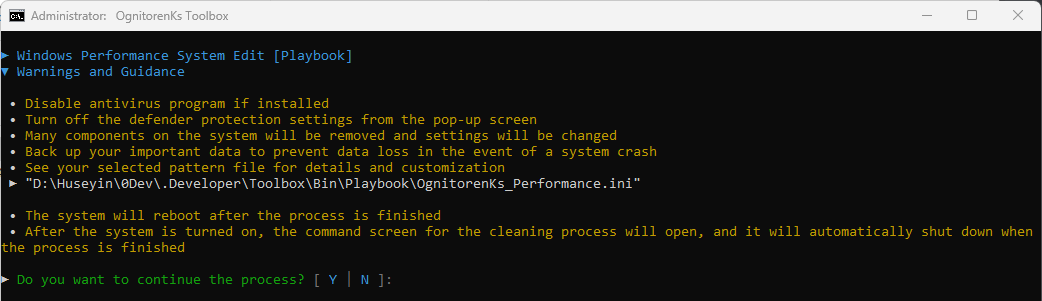 Administrator: OgnitorenKs Toolbox
► Windows Performance System Edit [Playbook]
▼ Warnings and Guidance
• Disable antivirus program if installed
• Turn off the defender protection settings from the pop-up screen
• Many components on the system will be removed and settings will be changed
• Back up your important data to prevent data loss in the event of a system crash
• See your selected pattern file for details and customization
► "D:\Huseyin\0Dev\.Developer\Toolbox\Bin\Playbook\OgnitorenKs_Performance.ini"
• The system will reboot after the process is finished
• After the system is turned on, the command screen for the cleaning process will open, and it will automatically shut down when
the process is finished
► Do you want to continue the process? [ Y | N ]: